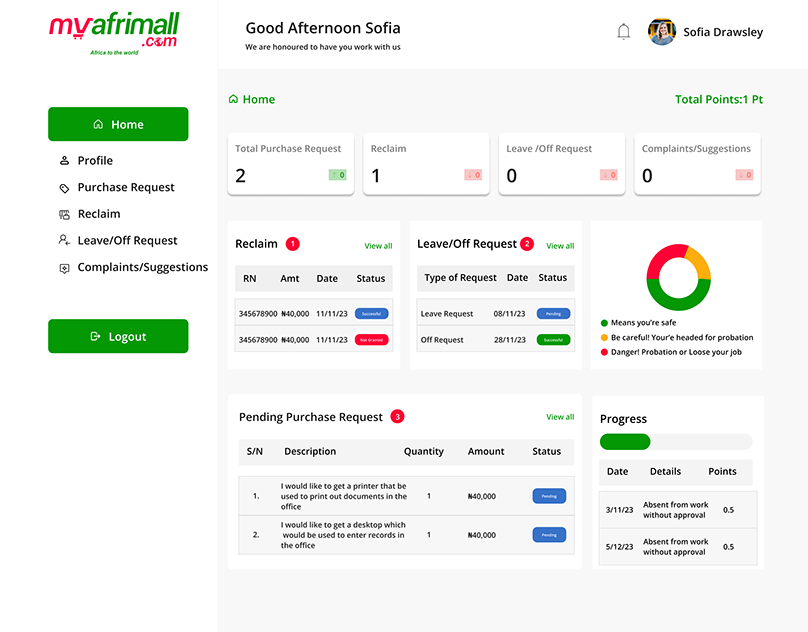 myafrimall
.com
Africa to the world
Good Afternoon Sofia
We are honoured to have you work with us
Sofia Drawsley
Home
Profile
Purchase Request
Reclaim
Leave/Off Request
Complaints/Suggestions
Logout
Home
Total Points:1 Pt
Total Purchase Request
2
↑ 0
Reclaim
1
↓ 0
Leave /Off Request
0
↓ 0
Complaints/Suggestions
0
↓ 0
Reclaim 1 View all
RN Amt Date Status
345678900 ₦40,000 11/11/23 Successful
345678900 ₦40,000 11/11/23 Not Granted
Leave/Off Request 2 View all
Type of Request Date Status
Leave Request 08/11/23 Pending
Off Request 28/11/23 Successful
Means you're safe
Be careful! Your'e headed for probation
Danger! Probation or Loose your job
Pending Purchase Request 3 View all
S/N Description Quantity Amount Status
1. I would like to get a printer that be
used to print out documents in the 1 ₦40,000 Pending
office
2. I would like to get a desktop which
would be used to enter records in 1 ₦40,000 Pending
the office
Progress
Date Details Points
3/11/23 Absent from work
without approval 0.5
5/12/23 Absent from work
without approval 0.5